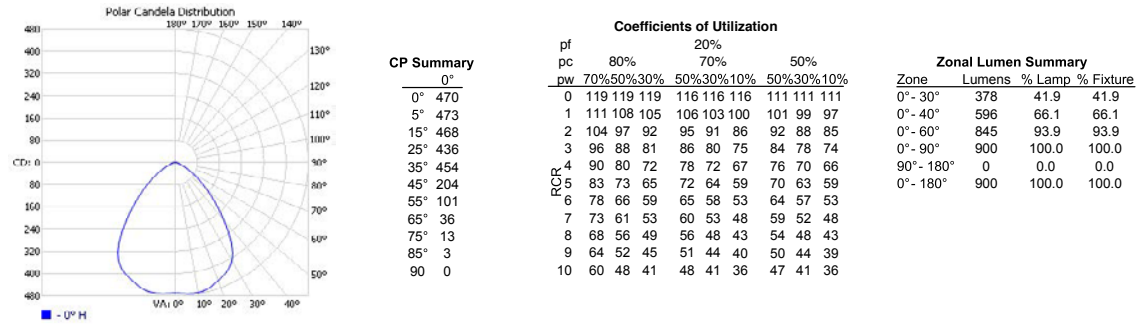 Polar Candela Distribution
180° 170° 160° 150° 140°
480
400
320
240
160
80
CD: 0
80
160
240
320
400
480
130°
120°
110°
100°
90°
80°
70°
60°
50°
VA: 0° 10° 20° 30° 40°
- 0° H
CP Summary
0°
0° 470
5° 473
15° 468
25° 436
35° 454
45° 204
55° 101
65° 36
75° 13
85° 3
90 0
Coefficients of Utilization
pf 20%
pc 80% 70% 50%
pw 70%50%30% 50%30%10% 50%30%10%
RCR
0 119 119 119 116 116 116 111 111 111
1 111 108 105 106 103 100 101 99 97
2 104 97 92 95 91 86 92 88 85
3 96 88 81 86 80 75 84 78 74
4 90 80 72 78 72 67 76 70 66
5 83 73 65 72 64 59 70 63 59
6 78 66 59 65 58 53 64 57 53
7 73 61 53 60 53 48 59 52 48
8 68 56 49 56 48 43 54 48 43
9 64 52 45 51 44 40 50 44 39
10 60 48 41 48 41 36 47 41 36
Zonal Lumen Summary
Zone Lumens % Lamp % Fixture
0°- 30° 378 41.9 41.9
0°- 40° 596 66.1 66.1
0°- 60° 845 93.9 93.9
0°- 90° 900 100.0 100.0
90°- 180° 0 0.0 0.0
0°- 180° 900 100.0 100.0